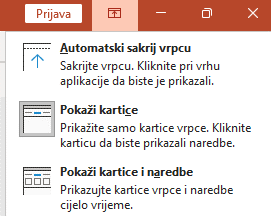 Prijava
Automatski sakrij vrpcu
Sakrijte vrpcu. Kliknite pri vrhu
aplikacije da biste je prikazali.
Pokaži kartice
Prikažite samo kartice vrpce. Kliknite
karticu da biste prikazali naredbe.
Pokaži kartice i naredbe
Prikazujte kartice vrpce i naredbe
cijelo vrijeme.